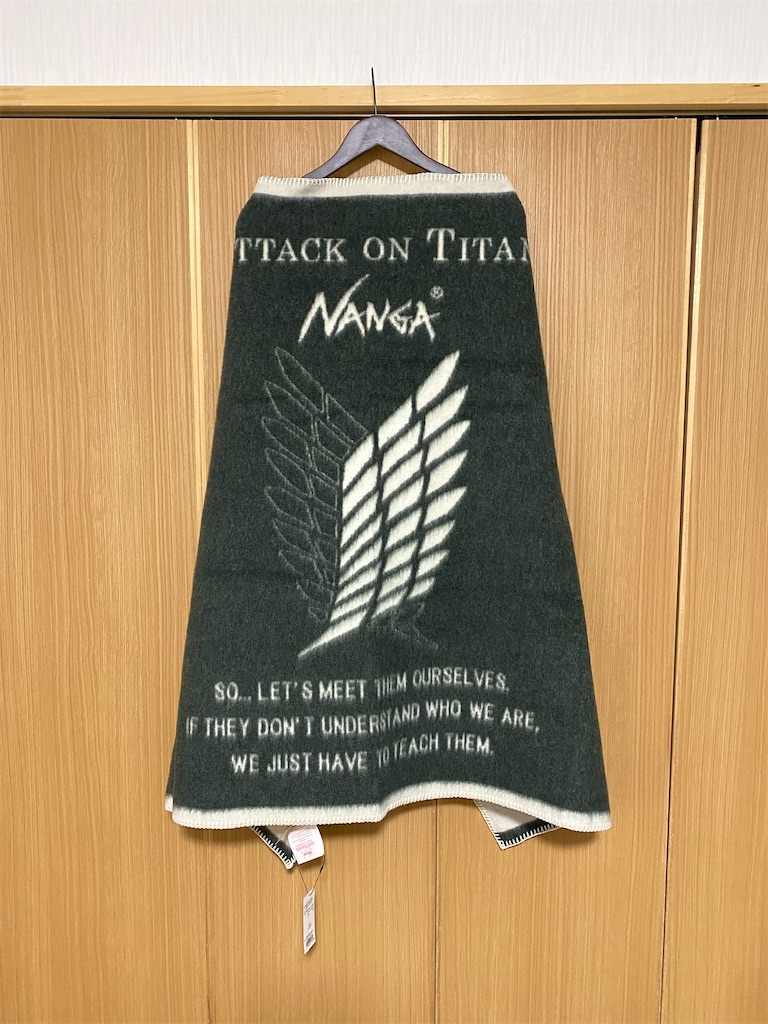 TTACK ON TITAN
NANGA®
SO... LET'S MEET THEM OURSELVES.
IF THEY DON'T UNDERSTAND WHO WE ARE,
WE JUST HAVE TO TEACH THEM.